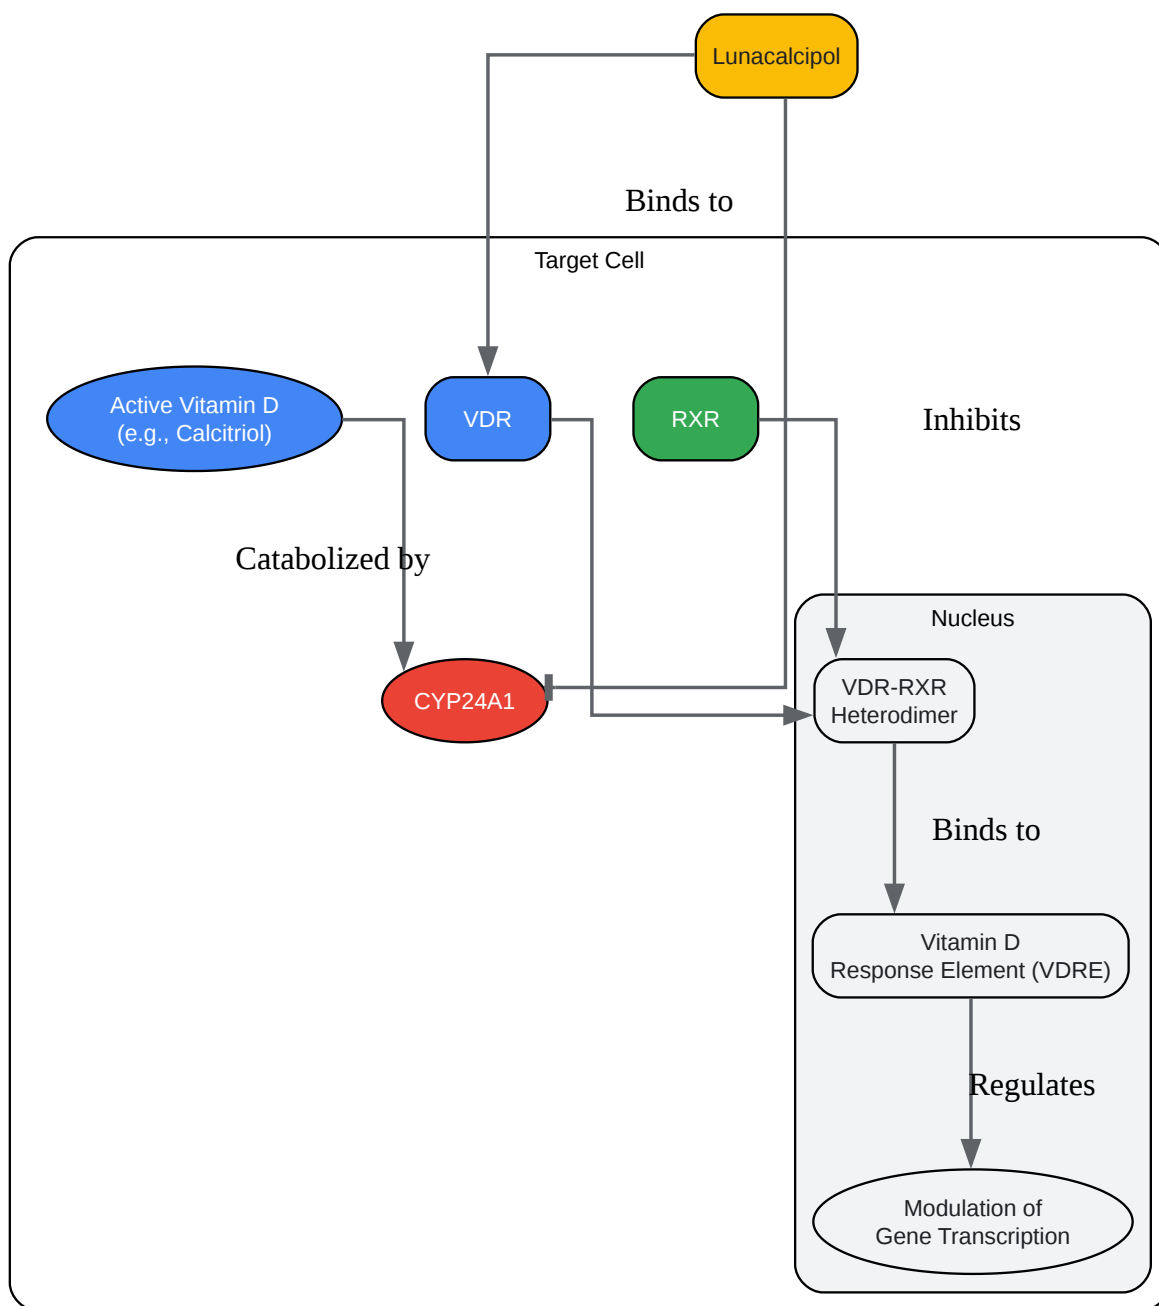 Lunacalcipol
Binds to
Target Cell
Active Vitamin D
(e.g., Calcitriol)
VDR
RXR
Inhibits
Catabolized by
Nucleus
CYP24A1
VDR-RXR
Heterodimer
Binds to
Vitamin D
Response Element (VDRE)
Regulates
Modulation of
Gene Transcription